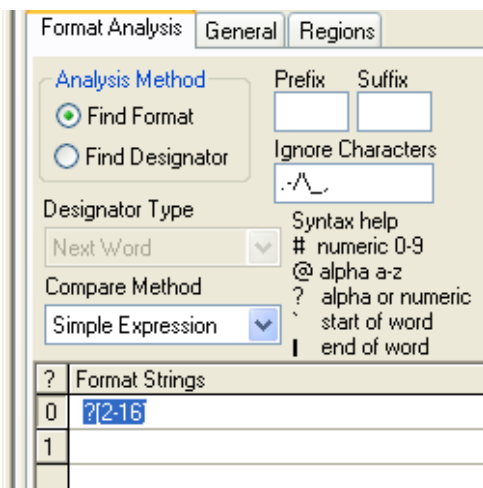 Format Analysis General Regions
Analysis Method
Find Format
Find Designator
Prefix Suffix
Ignore Characters
.-/\_,
Designator Type
Next Word
Compare Method
Simple Expression
Syntax help
# numeric 0-9
@ alpha a-z
? alpha or numeric
` start of word
| end of word
? Format Strings
0 ?[2-16]
1